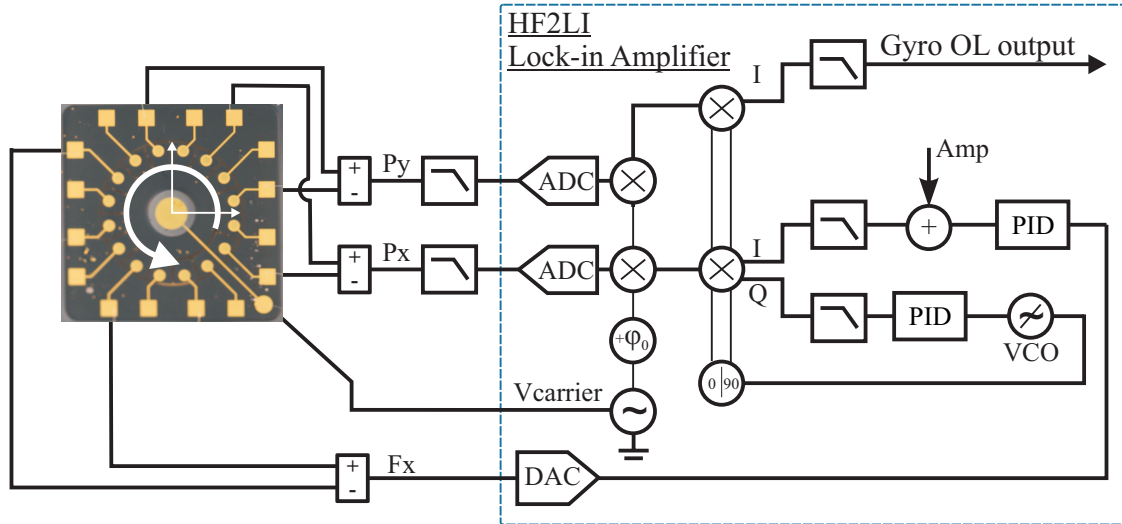 HF2LI
Lock-in Amplifier
I
Gyro OL output
+
-
Py
ADC
Amp
+
PID
+
-
Px
ADC
I
Q
PID
VCO
+φ₀
0|90
Vcarrier
~
+
-
Fx
DAC